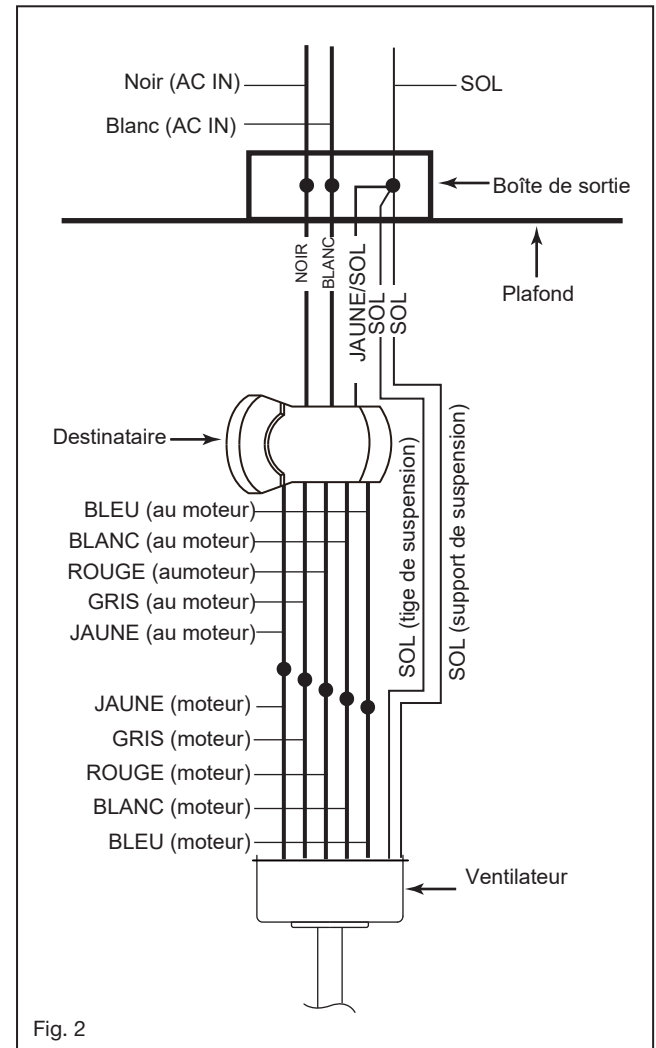 Noir (AC IN)
SOL
Blanc (AC IN)
Boîte de sortie
NOIR
BLANC
JAUNE/SOL
SOL
SOL
Plafond
Destinataire
BLEU (au moteur)
BLANC (au moteur)
ROUGE (aumoteur)
GRIS (au moteur)
JAUNE (au moteur)
SOL (tige de suspension)
SOL (support de suspension)
JAUNE (moteur)
GRIS (moteur)
ROUGE (moteur)
BLANC (moteur)
BLEU (moteur)
Ventilateur
Fig. 2